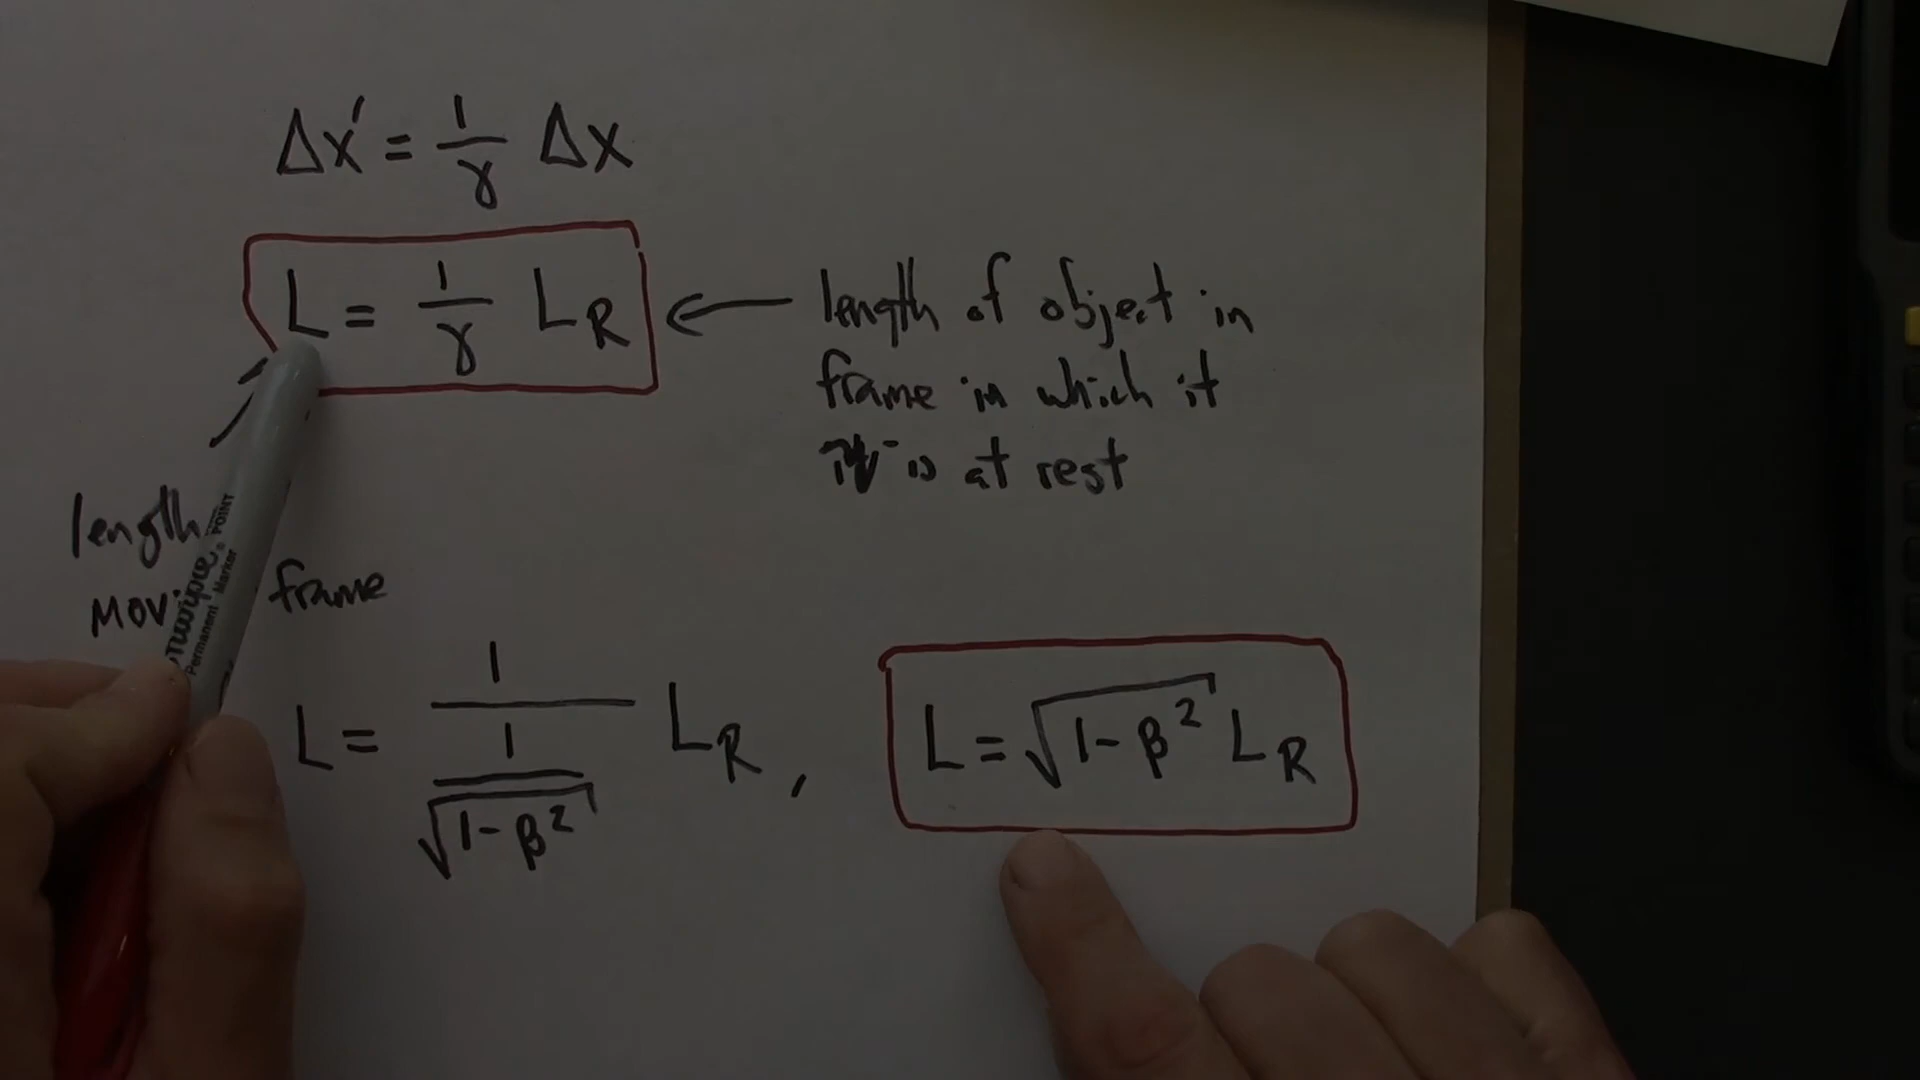 Δx' = 1/γ Δx
L = 1/γ L_R
length of object in
frame in which it
is at rest
length
frame
L = 1/(1/√(1-β²)) L_R , L = √(1-β²) L_R
POINT
Permanent Marker